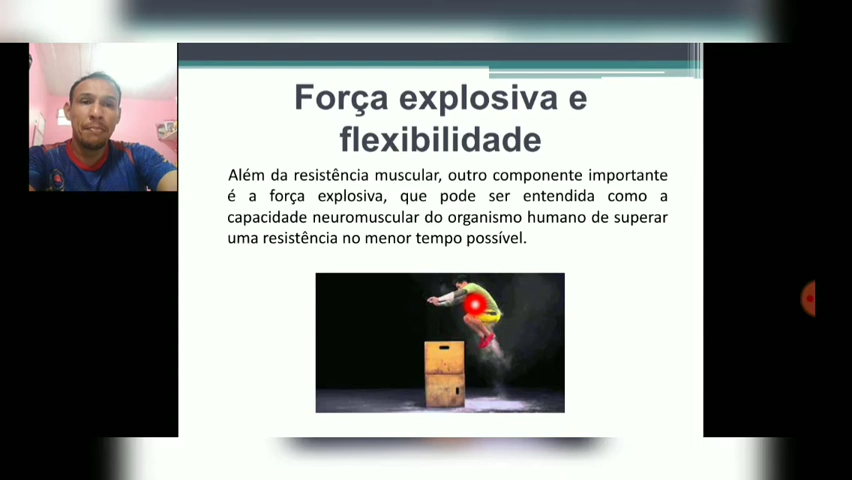 Força explosiva e
flexibilidade
Além da resistência muscular, outro componente importante
é a força explosiva, que pode ser entendida como a
capacidade neuromuscular do organismo humano de superar
uma resistência no menor tempo possível.